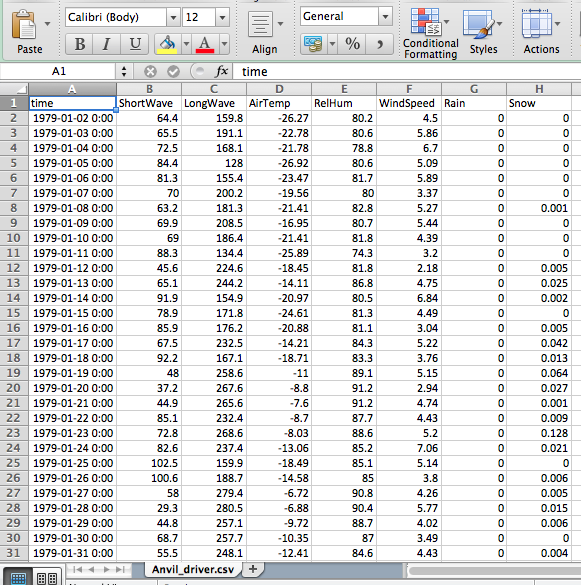 Calibri (Body) 12 General
B I U A % ,
Paste Align Conditional Formatting Styles Actions
A1 fx time
A B C D E F G H
1 time ShortWave LongWave AirTemp RelHum WindSpeed Rain Snow
2 1979-01-02 0:00 64.4 159.8 -26.27 80.2 4.5 0 0
3 1979-01-03 0:00 65.5 191.1 -22.78 80.6 5.86 0 0
4 1979-01-04 0:00 72.5 168.1 -21.78 78.8 6.7 0 0
5 1979-01-05 0:00 84.4 128 -26.92 80.6 5.09 0 0
6 1979-01-06 0:00 81.3 155.4 -23.47 81.7 5.89 0 0
7 1979-01-07 0:00 70 200.2 -19.56 80 3.37 0 0
8 1979-01-08 0:00 63.2 181.3 -21.41 82.8 5.27 0 0.001
9 1979-01-09 0:00 69.9 208.5 -16.95 80.7 5.44 0 0
10 1979-01-10 0:00 69 186.4 -21.41 81.8 4.39 0 0
11 1979-01-11 0:00 88.3 134.4 -25.89 74.3 3.2 0 0
12 1979-01-12 0:00 45.6 224.6 -18.45 81.8 2.18 0 0.005
13 1979-01-13 0:00 65.1 244.2 -14.11 86.8 4.75 0 0.025
14 1979-01-14 0:00 91.9 154.9 -20.97 80.5 6.84 0 0.002
15 1979-01-15 0:00 78.9 171.8 -24.61 81.3 4.49 0 0
16 1979-01-16 0:00 85.9 176.2 -20.88 81.1 3.04 0 0.005
17 1979-01-17 0:00 67.5 232.5 -14.21 84.3 5.22 0 0.042
18 1979-01-18 0:00 92.2 167.1 -18.71 83.3 3.76 0 0.013
19 1979-01-19 0:00 48 258.6 -11 89.1 5.15 0 0.064
20 1979-01-20 0:00 37.2 267.6 -8.8 91.2 2.94 0 0.027
21 1979-01-21 0:00 44.9 265.6 -7.6 91.2 4.74 0 0.001
22 1979-01-22 0:00 85.1 232.4 -8.7 87.7 4.43 0 0.009
23 1979-01-23 0:00 72.8 268.6 -8.03 88.6 5.2 0 0.128
24 1979-01-24 0:00 82.6 237.4 -13.06 85.2 7.06 0 0.021
25 1979-01-25 0:00 102.5 159.9 -18.49 85.1 5.14 0 0
26 1979-01-26 0:00 100.6 188.7 -14.58 85 3.8 0 0.006
27 1979-01-27 0:00 58 279.4 -6.72 90.8 4.26 0 0.005
28 1979-01-28 0:00 29.3 280.5 -6.88 90.4 5.77 0 0.015
29 1979-01-29 0:00 44.8 257.1 -9.72 88.7 4.02 0 0.006
30 1979-01-30 0:00 68.7 257.7 -10.35 87 3.49 0 0
31 1979-01-31 0:00 55.5 248.1 -12.41 84.6 4.43 0 0.004
Anvil_driver.csv +